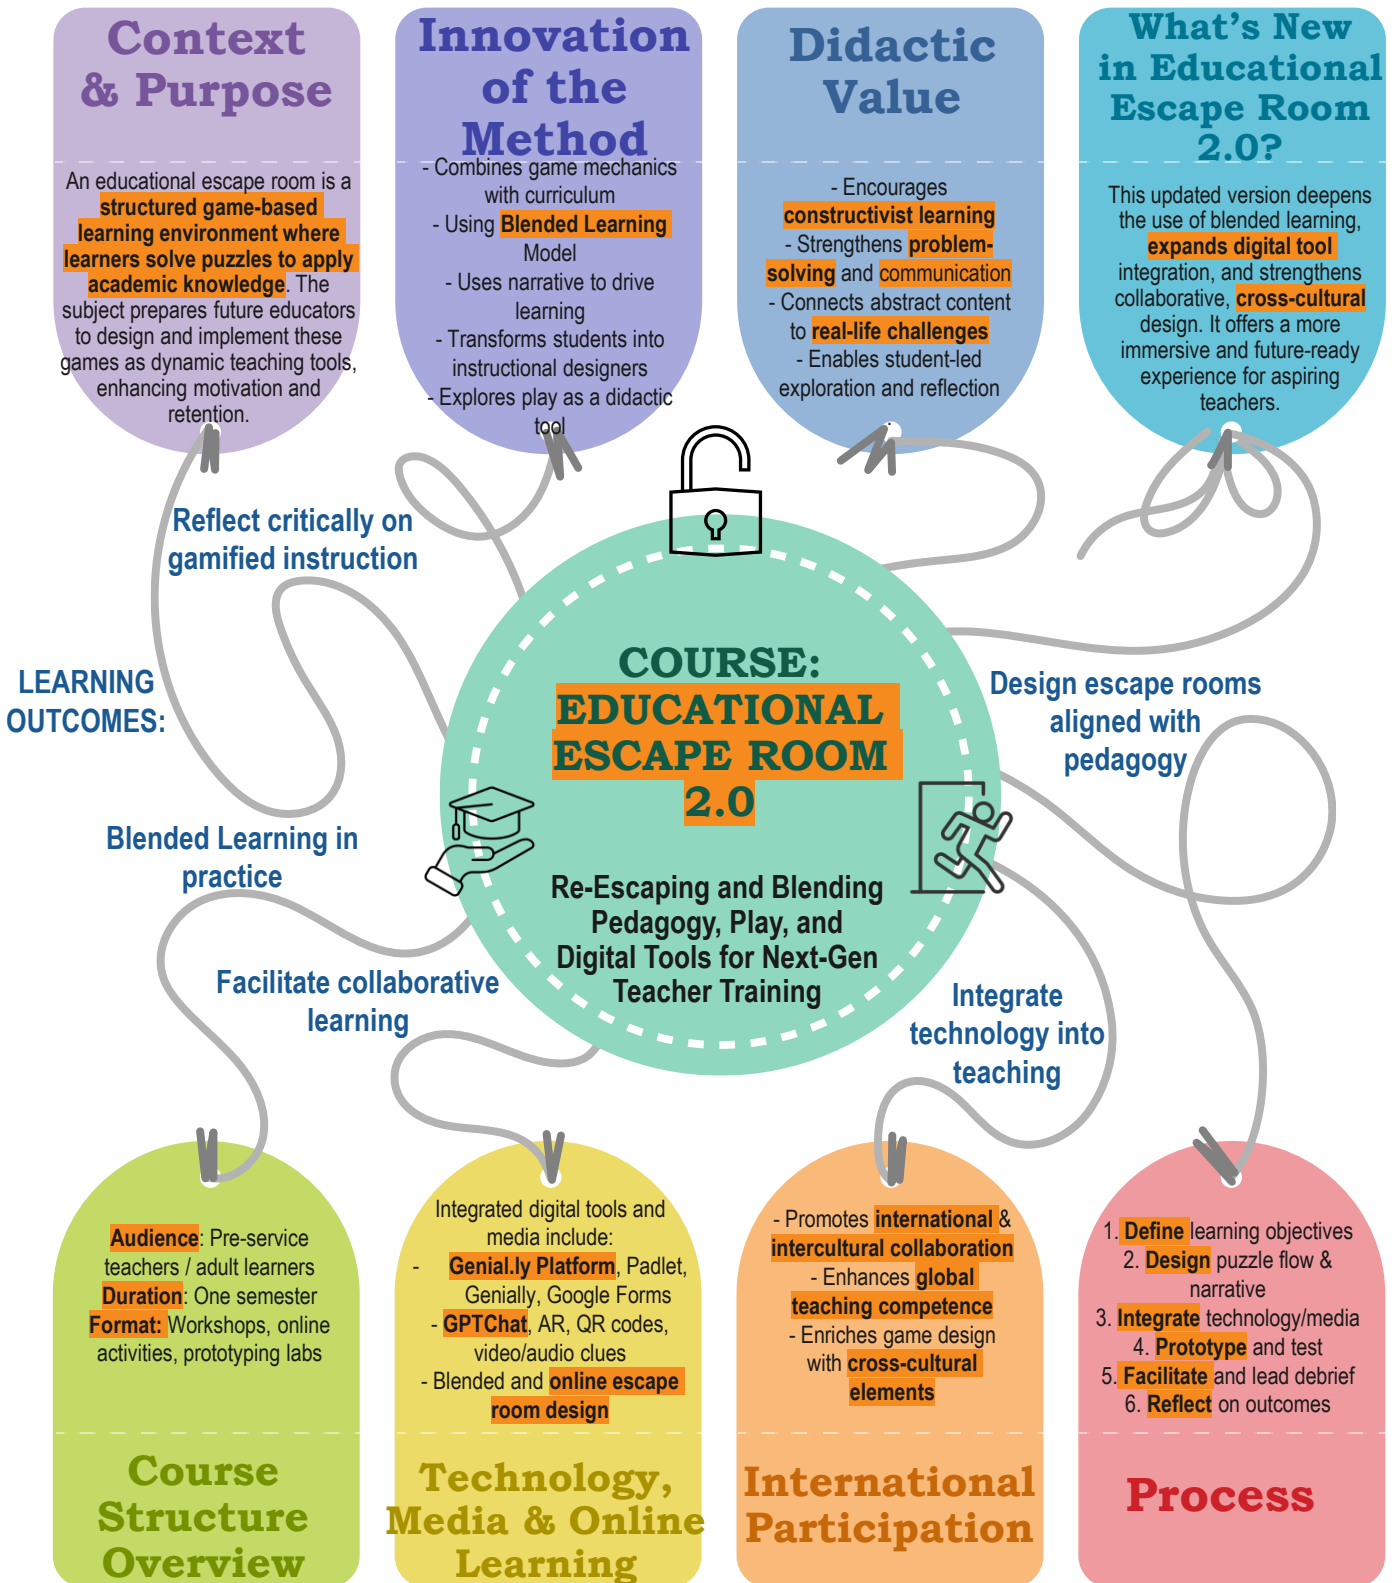 Context
& Purpose
An educational escape room is a
structured game-based
learning environment where
learners solve puzzles to apply
academic knowledge. The
subject prepares future educators
to design and implement these
games as dynamic teaching tools,
enhancing motivation and
retention.
Innovation
of the
Method
- Combines game mechanics
with curriculum
- Using Blended Learning
Model
- Uses narrative to drive
learning
- Transforms students into
instructional designers
- Explores play as a didactic
tool
Didactic
Value
- Encourages
constructivist learning
- Strengthens problem-
solving and communication
- Connects abstract content
to real-life challenges
- Enables student-led
exploration and reflection
What's New
in Educational
Escape Room
2.0?
This updated version deepens
the use of blended learning,
expands digital tool
integration, and strengthens
collaborative, cross-cultural
design. It offers a more
immersive and future-ready
experience for aspiring
teachers.
Reflect critically on
gamified instruction
LEARNING
OUTCOMES:
Blended Learning in
practice
Facilitate collaborative
learning
COURSE:
EDUCATIONAL
ESCAPE ROOM
2.0
Re-Escaping and Blending
Pedagogy, Play, and
Digital Tools for Next-Gen
Teacher Training
Design escape rooms
aligned with
pedagogy
Integrate
technology into
teaching
Audience: Pre-service
teachers / adult learners
Duration: One semester
Format: Workshops, online
activities, prototyping labs
Course
Structure
Overview
Integrated digital tools and
media include:
- Genial.ly Platform, Padlet,
Genially, Google Forms
- GPTChat, AR, QR codes,
video/audio clues
- Blended and online escape
room design
Technology,
Media & Online
Learning
- Promotes international &
intercultural collaboration
- Enhances global
teaching competence
- Enriches game design
with cross-cultural
elements
International
Participation
1. Define learning objectives
2. Design puzzle flow &
narrative
3. Integrate technology/media
4. Prototype and test
5. Facilitate and lead debrief
6. Reflect on outcomes
Process